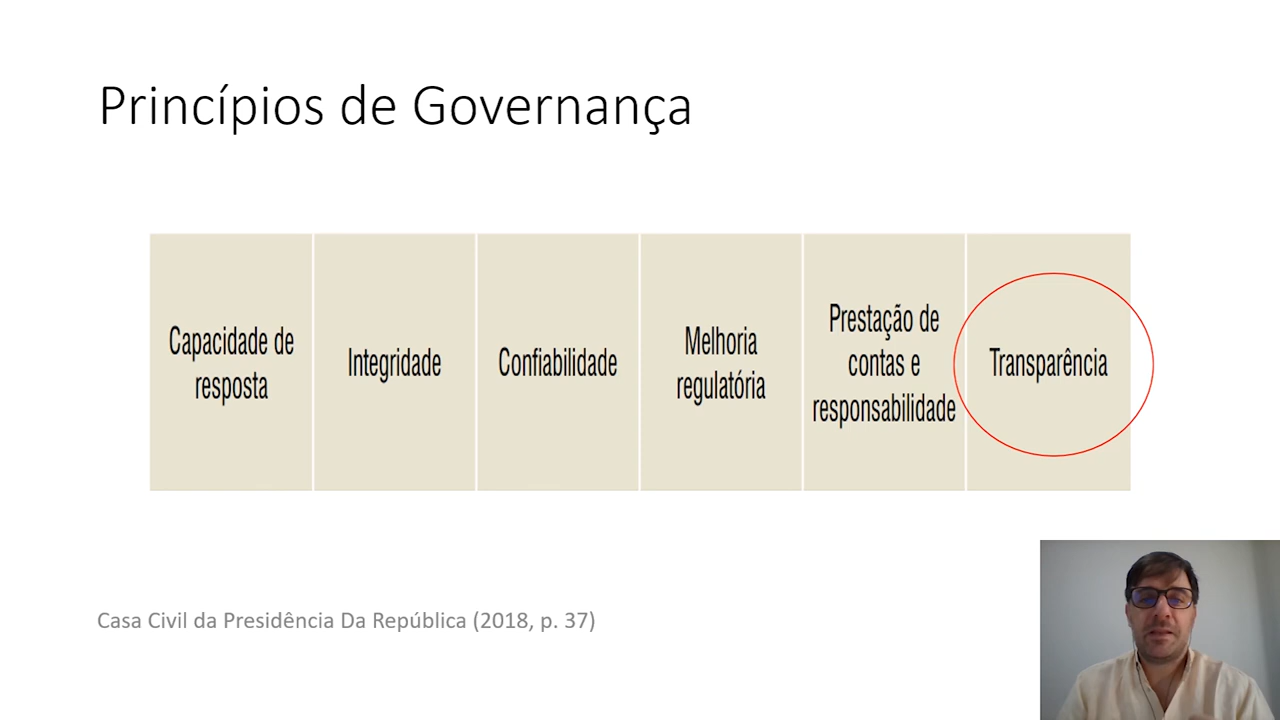 Princípios de Governança
Capacidade de
resposta
Integridade
Confiabilidade
Melhoria
regulatória
Prestação de
contas e
responsabilidade
Transparência
Casa Civil da Presidência Da República (2018, p. 37)